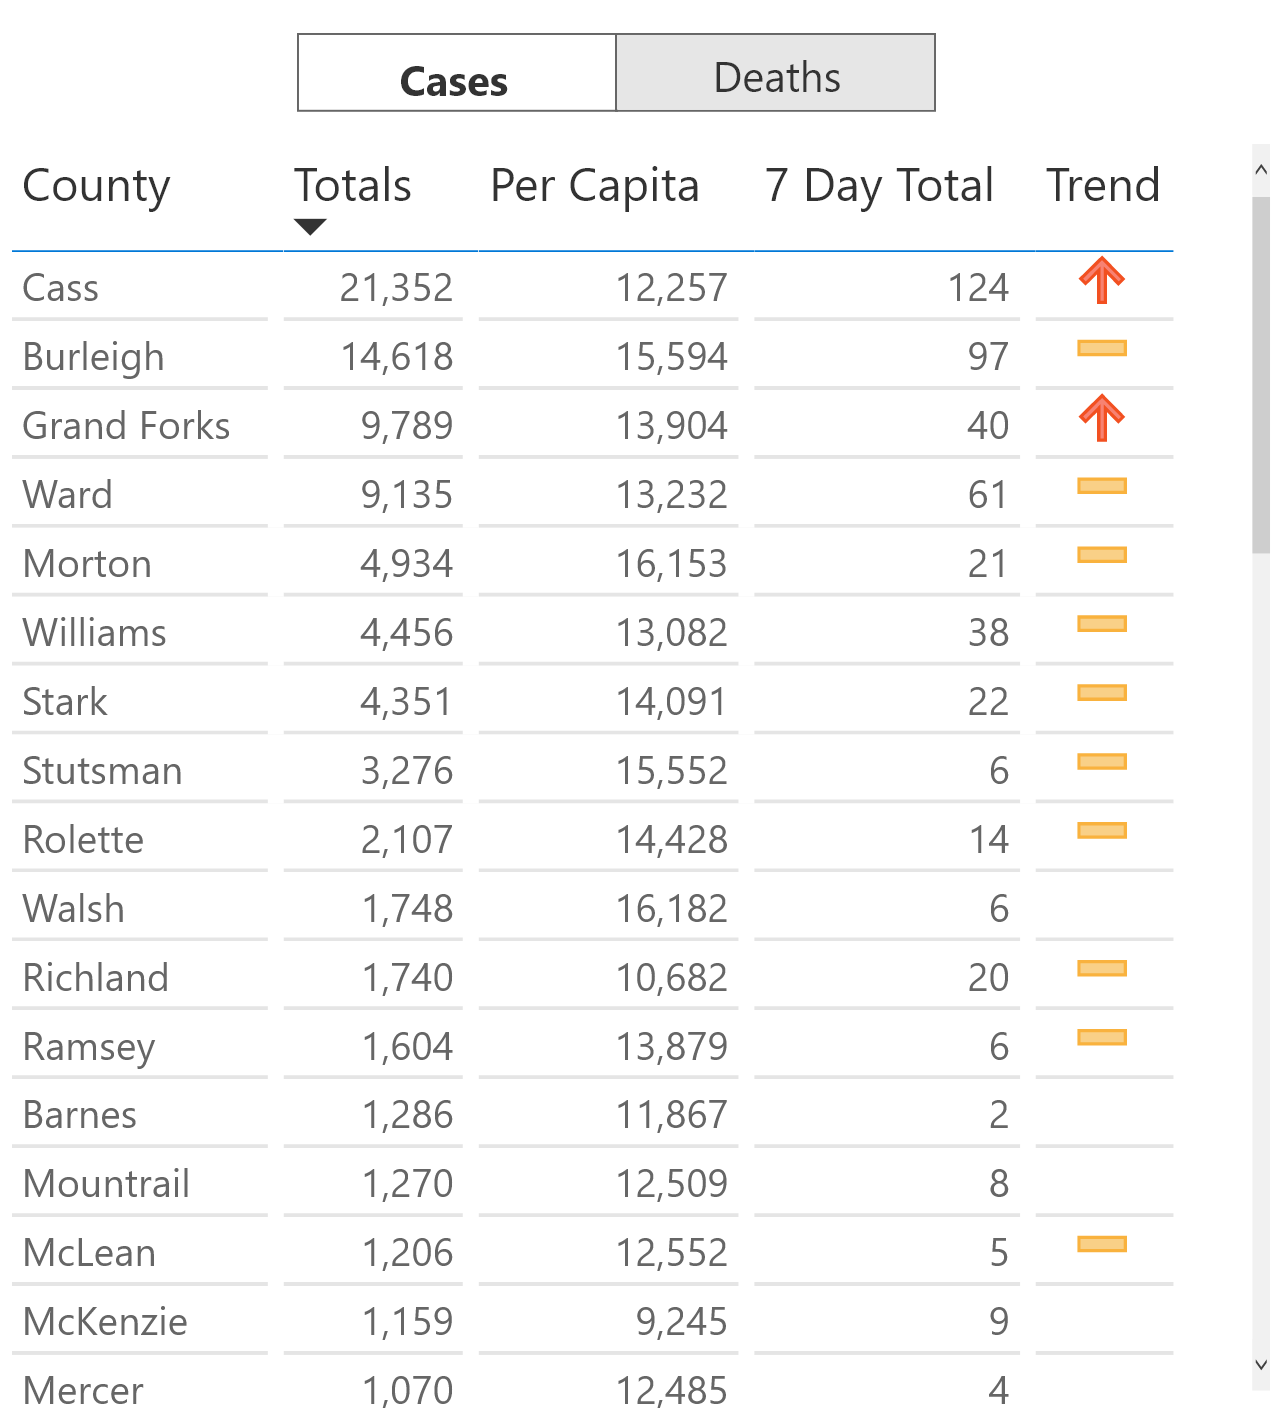 Cases Deaths
County Totals Per Capita 7 Day Total Trend
Cass 21,352 12,257 124
Burleigh 14,618 15,594 97
Grand Forks 9,789 13,904 40
Ward 9,135 13,232 61
Morton 4,934 16,153 21
Williams 4,456 13,082 38
Stark 4,351 14,091 22
Stutsman 3,276 15,552 6
Rolette 2,107 14,428 14
Walsh 1,748 16,182 6
Richland 1,740 10,682 20
Ramsey 1,604 13,879 6
Barnes 1,286 11,867 2
Mountrail 1,270 12,509 8
McLean 1,206 12,552 5
McKenzie 1,159 9,245 9
Mercer 1,070 12,485 4